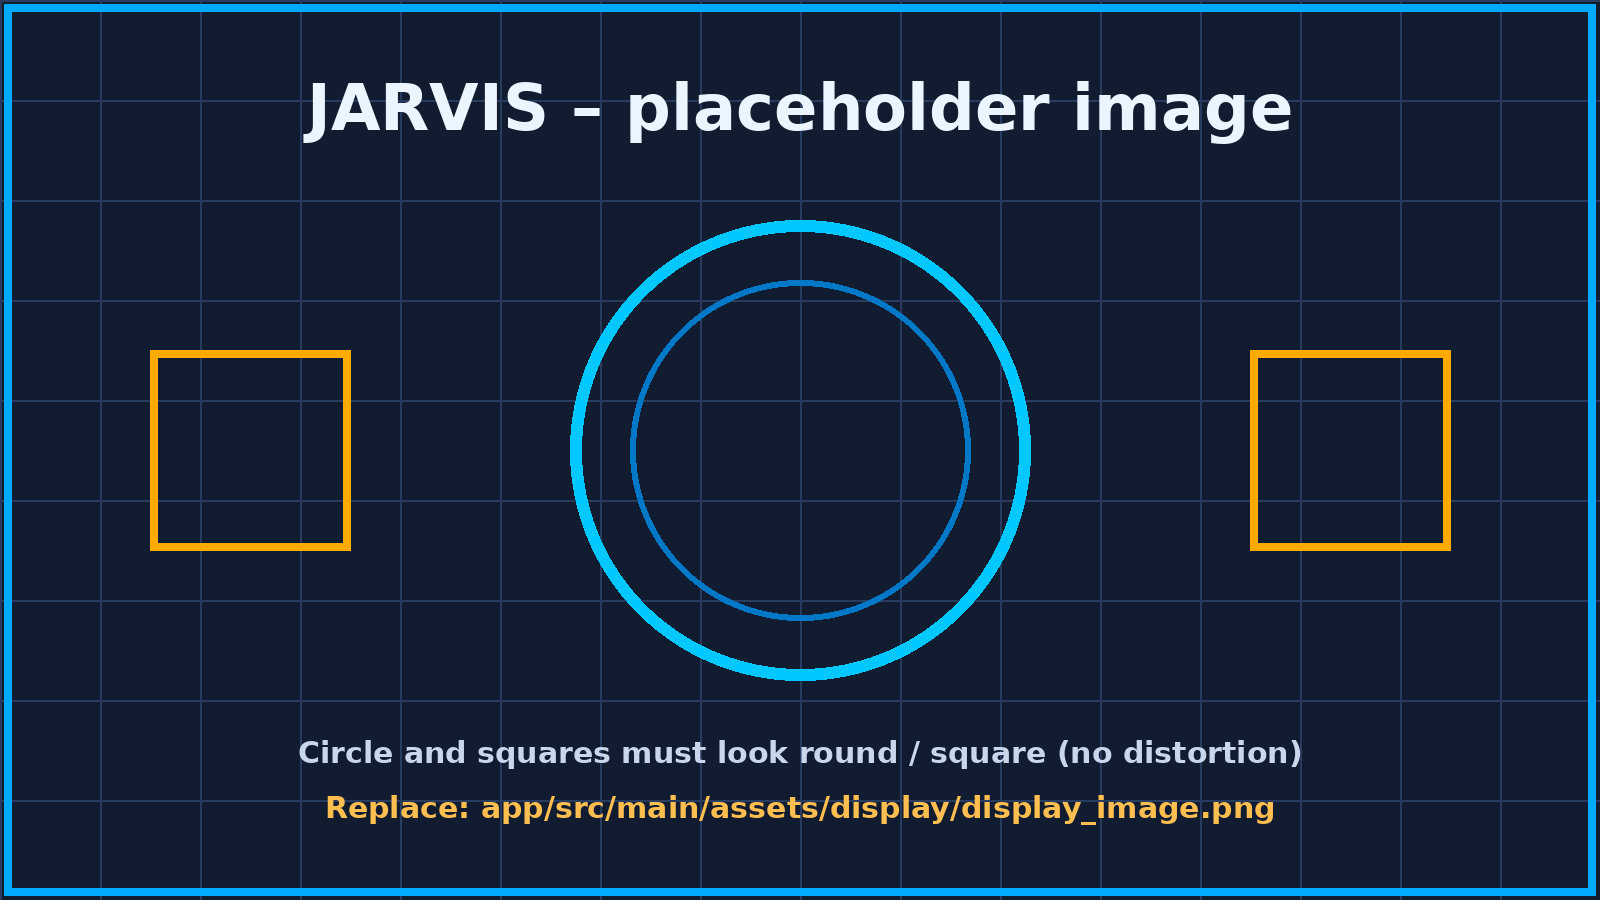 JARVIS – placeholder image
Circle and squares must look round / square (no distortion)
Replace: app/src/main/assets/display/display_image.png